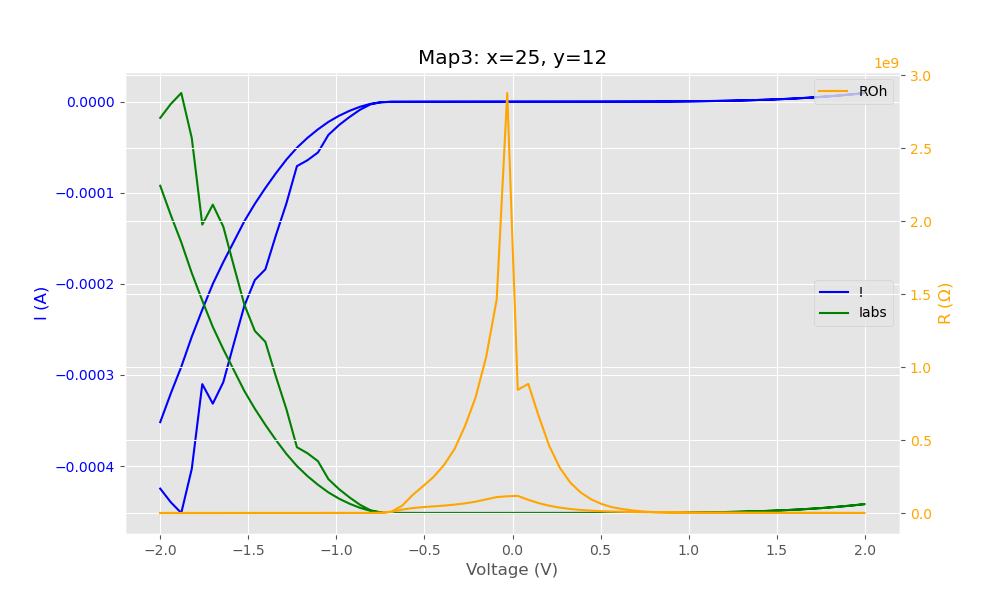 Map3: x=25, y=12
1e9
0.0000
−0.0001
−0.0002
−0.0003
−0.0004
I (A)
3.0
2.5
2.0
1.5
1.0
0.5
0.0
R (Ω)
ROh
!
Iabs
−2.0 −1.5 −1.0 −0.5 0.0 0.5 1.0 1.5 2.0
Voltage (V)